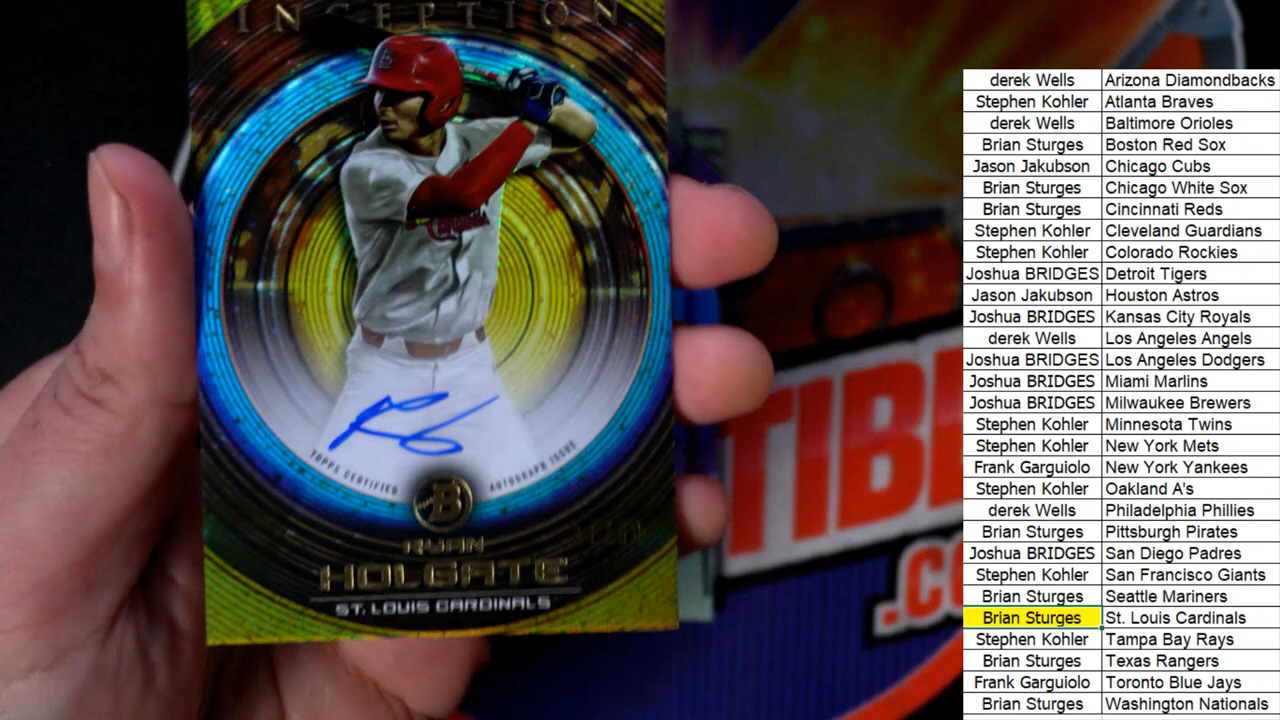 INCEPTION
TOPPS CERTIFIED AUTOGRAPH ISSUE
B
RYAN
HOLGATE
ST. LOUIS CARDINALS
TIB
.CO
derek Wells Arizona Diamondbacks
Stephen Kohler Atlanta Braves
derek Wells Baltimore Orioles
Brian Sturges Boston Red Sox
Jason Jakubson Chicago Cubs
Brian Sturges Chicago White Sox
Brian Sturges Cincinnati Reds
Stephen Kohler Cleveland Guardians
Stephen Kohler Colorado Rockies
Joshua BRIDGES Detroit Tigers
Jason Jakubson Houston Astros
Joshua BRIDGES Kansas City Royals
derek Wells Los Angeles Angels
Joshua BRIDGES Los Angeles Dodgers
Joshua BRIDGES Miami Marlins
Joshua BRIDGES Milwaukee Brewers
Stephen Kohler Minnesota Twins
Stephen Kohler New York Mets
Frank Garguiolo New York Yankees
Stephen Kohler Oakland A's
derek Wells Philadelphia Phillies
Brian Sturges Pittsburgh Pirates
Joshua BRIDGES San Diego Padres
Stephen Kohler San Francisco Giants
Brian Sturges Seattle Mariners
Brian Sturges St. Louis Cardinals
Stephen Kohler Tampa Bay Rays
Brian Sturges Texas Rangers
Frank Garguiolo Toronto Blue Jays
Brian Sturges Washington Nationals